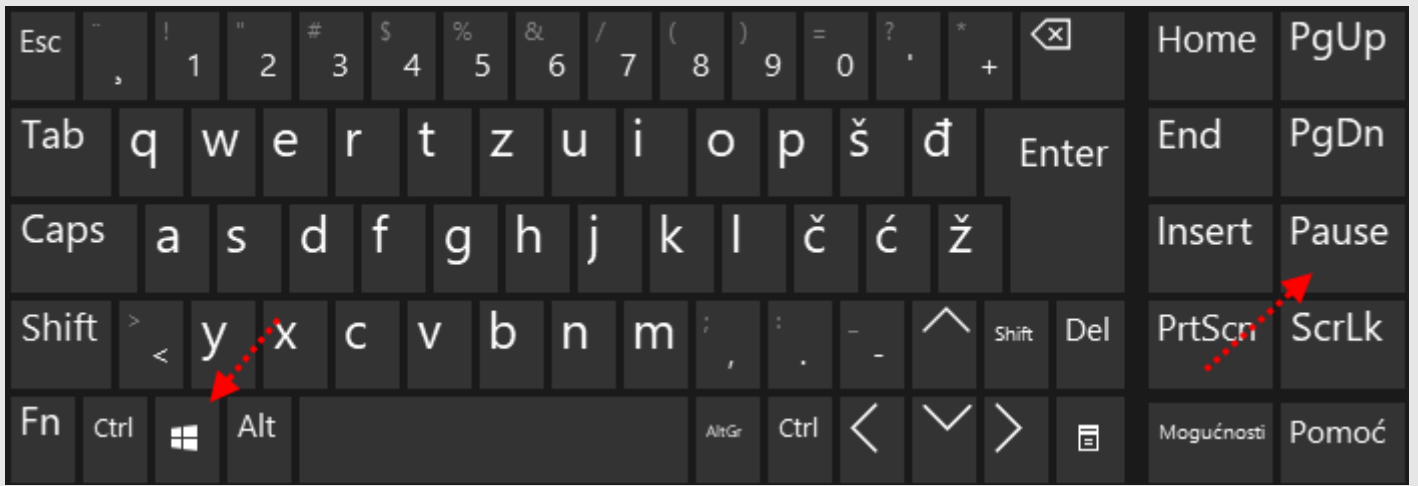 Esc ¨ ¸ ! 1 " 2 # 3 $ 4 % 5 & 6 / 7 ( 8 ) 9 = 0 ? ' * + Home PgUp
Tab q w e r t z u i o p š đ Enter End PgDn
Caps a s d f g h j k l č ć ž Insert Pause
Shift > < y x c v b n m ; , : . _ - Shift Del PrtScn ScrLk
Fn Ctrl Alt AltGr Ctrl Mogućnosti Pomoć